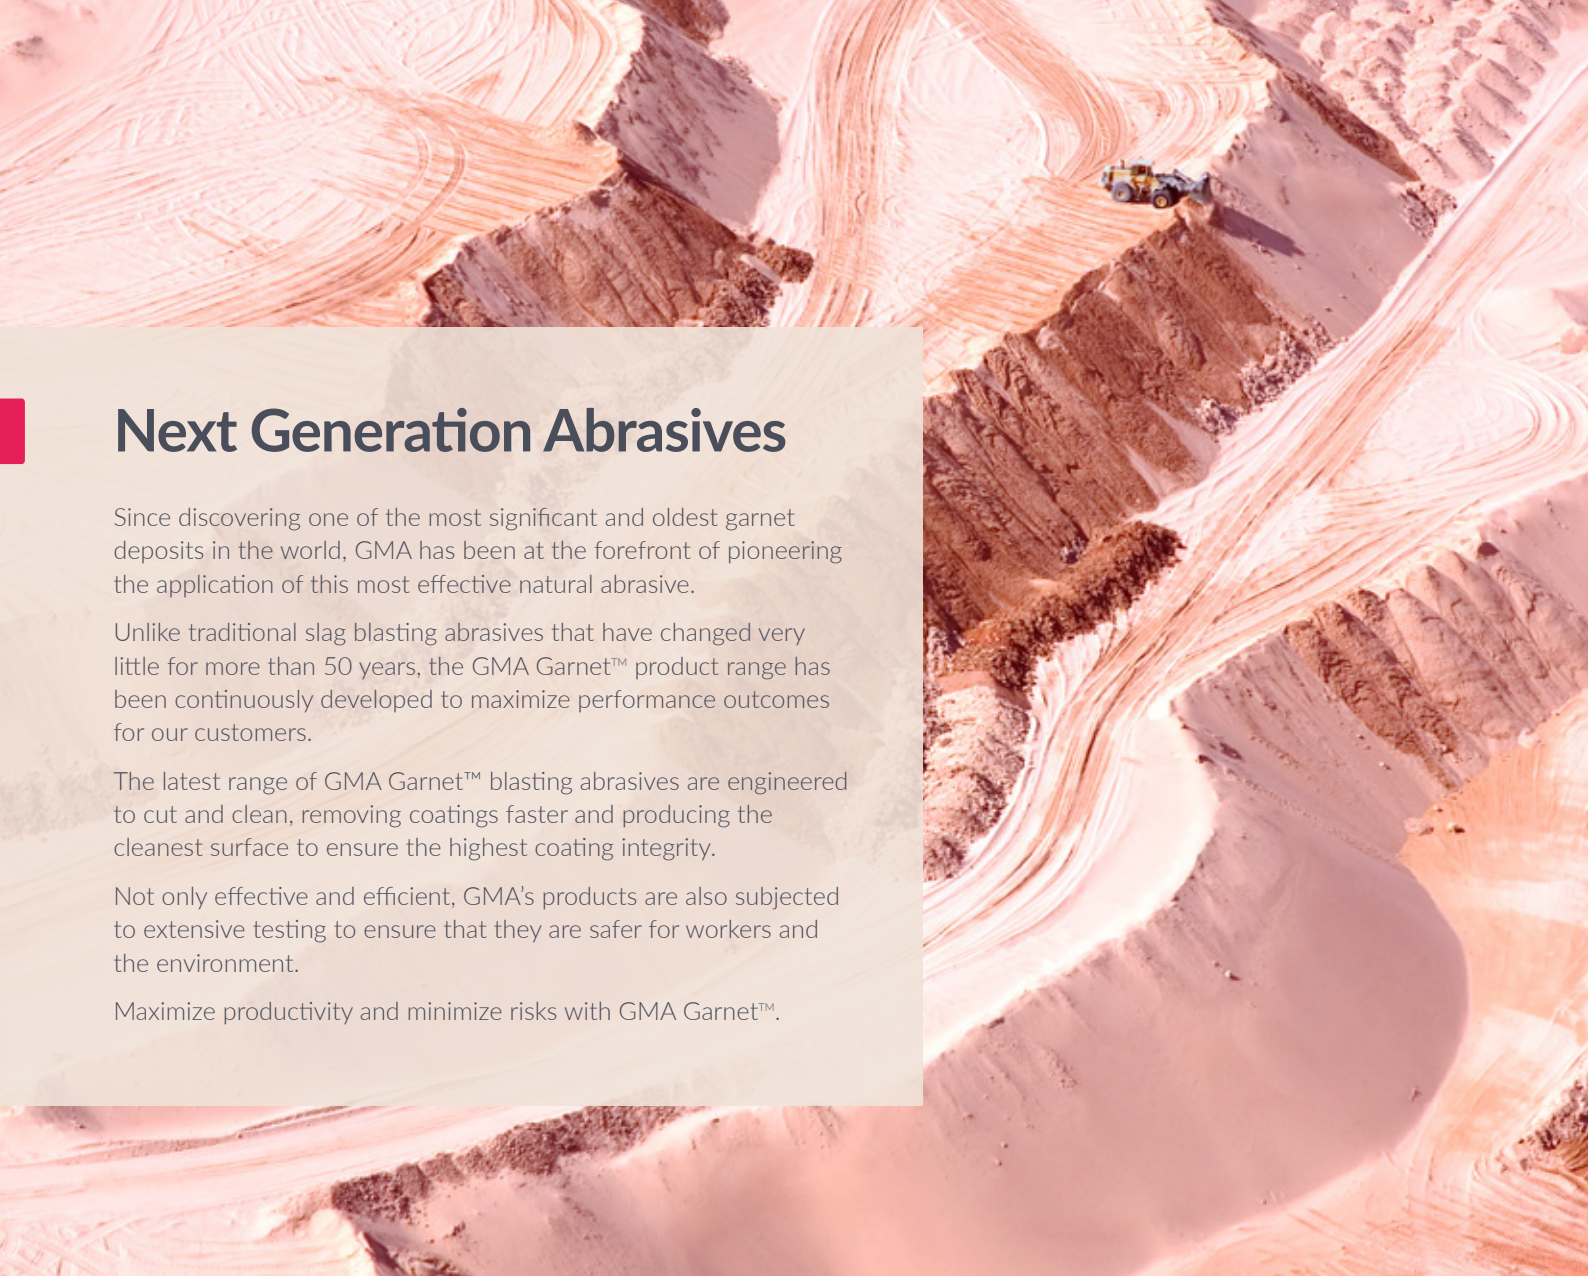 Next Generation Abrasives
Since discovering one of the most significant and oldest garnet
deposits in the world, GMA has been at the forefront of pioneering
the application of this most effective natural abrasive.
Unlike traditional slag blasting abrasives that have changed very
little for more than 50 years, the GMA Garnet™ product range has
been continuously developed to maximize performance outcomes
for our customers.
The latest range of GMA Garnet™ blasting abrasives are engineered
to cut and clean, removing coatings faster and producing the
cleanest surface to ensure the highest coating integrity.
Not only effective and efficient, GMA’s products are also subjected
to extensive testing to ensure that they are safer for workers and
the environment.
Maximize productivity and minimize risks with GMA Garnet™.